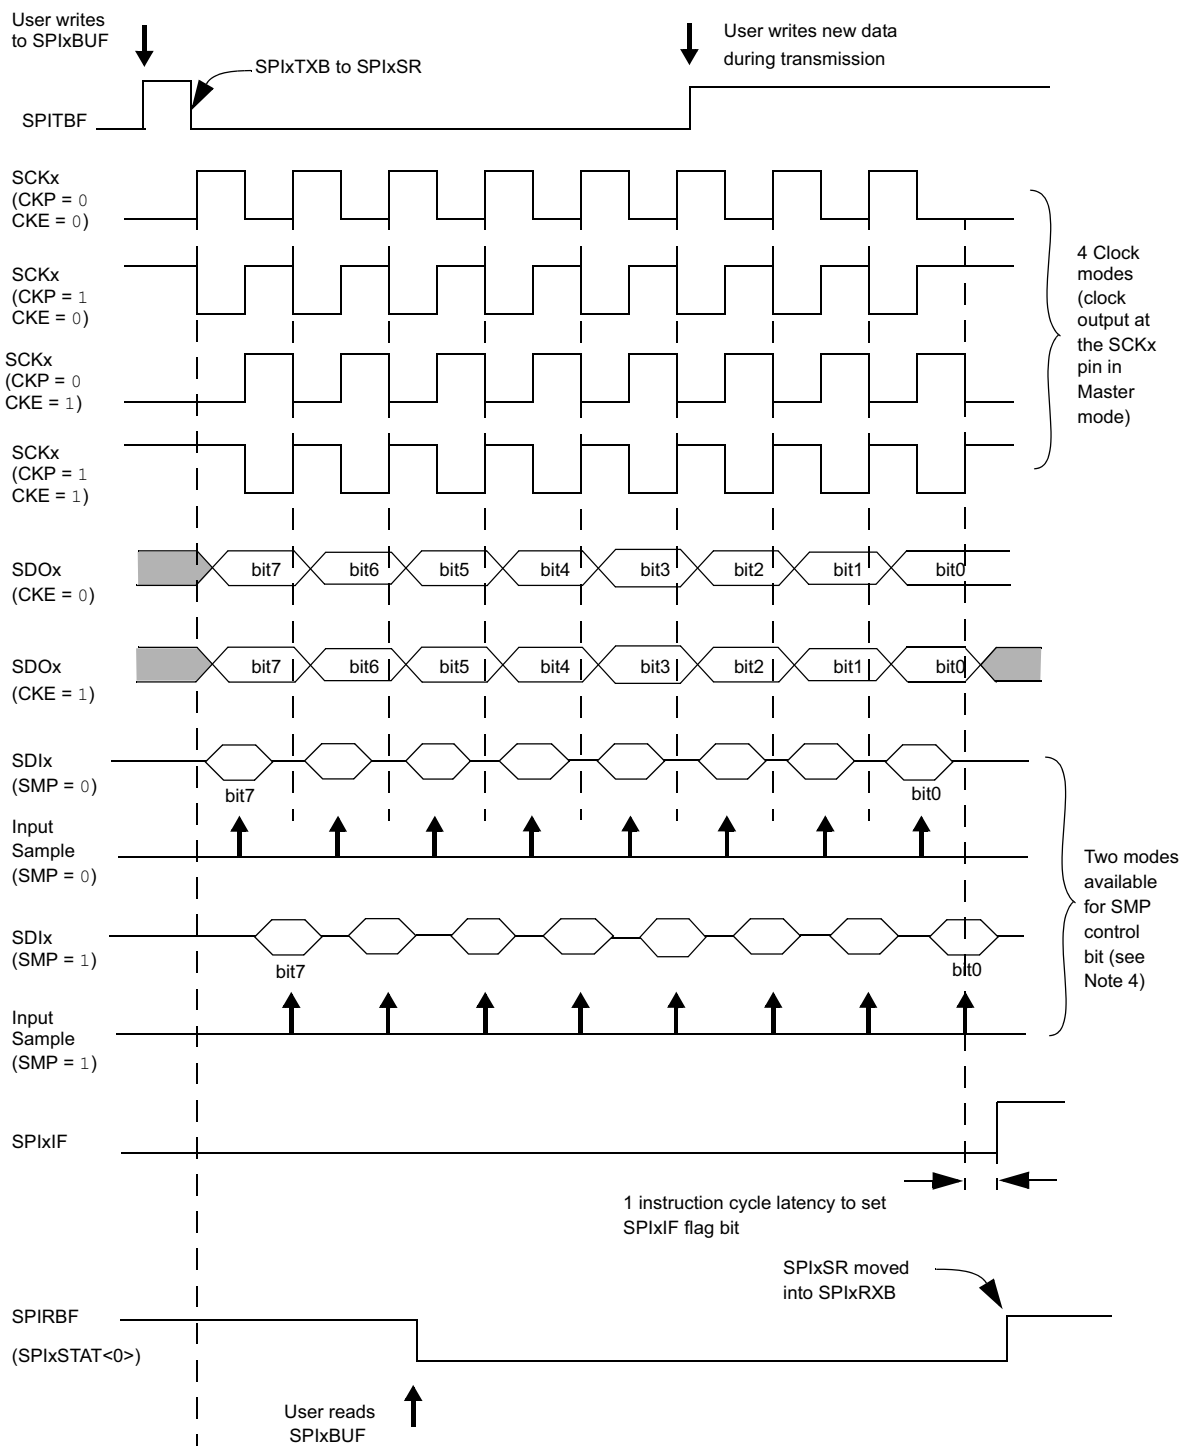 User writes
to SPIxBUF
User writes new data
during transmission
SPIxTXB to SPIxSR
SPITBF
SCKx
(CKP = 0
CKE = 0)
SCKx
(CKP = 1
CKE = 0)
SCKx
(CKP = 0
CKE = 1)
SCKx
(CKP = 1
CKE = 1)
4 Clock
modes
(clock
output at
the SCKx
pin in
Master
mode)
SDOx
(CKE = 0)
bit7 bit6 bit5 bit4 bit3 bit2 bit1 bit0
SDOx
(CKE = 1)
bit7 bit6 bit5 bit4 bit3 bit2 bit1 bit0
SDIx
(SMP = 0)
bit7 bit0
Input
Sample
(SMP = 0)
SDIx
(SMP = 1)
bit7 bit0
Input
Sample
(SMP = 1)
Two modes
available
for SMP
control
bit (see
Note 4)
SPIxIF
1 instruction cycle latency to set
SPIxIF flag bit
SPIxSR moved
into SPIxRXB
SPIRBF
(SPIxSTAT<0>)
User reads
SPIxBUF